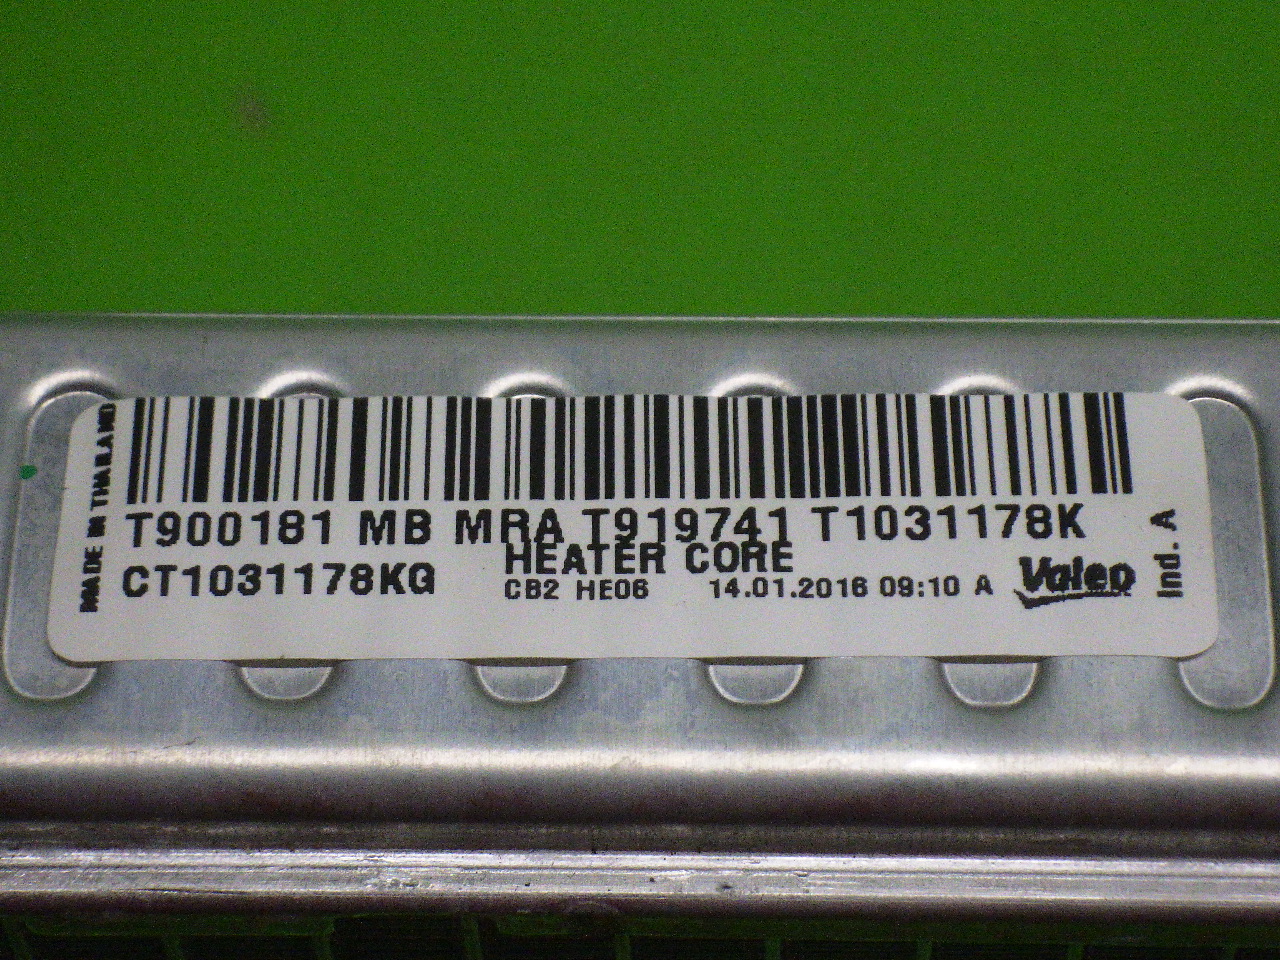 MADE IN THAILAND
T900181 MB MRA T919741 T1031178K
HEATER CORE
CT1031178KG
CB2 HE06 14.01.2016 09:10 A
Valeo
Ind. A